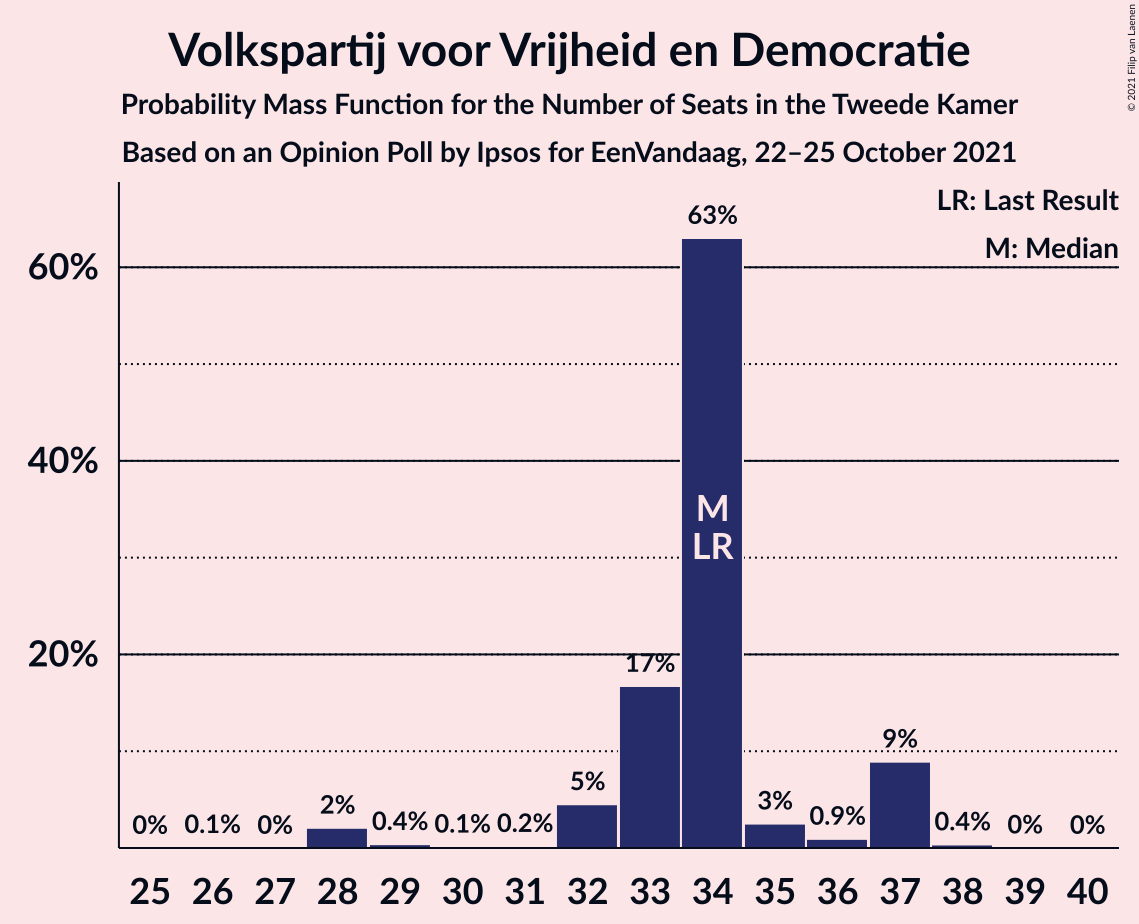 Volkspartij voor Vrijheid en Democratie
Probability Mass Function for the Number of Seats in the Tweede Kamer
Based on an Opinion Poll by Ipsos for EenVandaag, 22–25 October 2021
© 2021 Filip van Laenen
LR: Last Result
M: Median
60%
40%
20%
0% 0.1% 0% 2% 0.4% 0.1% 0.2% 5% 17% 63% 3% 0.9% 9% 0.4% 0% 0%
M
LR
25 26 27 28 29 30 31 32 33 34 35 36 37 38 39 40